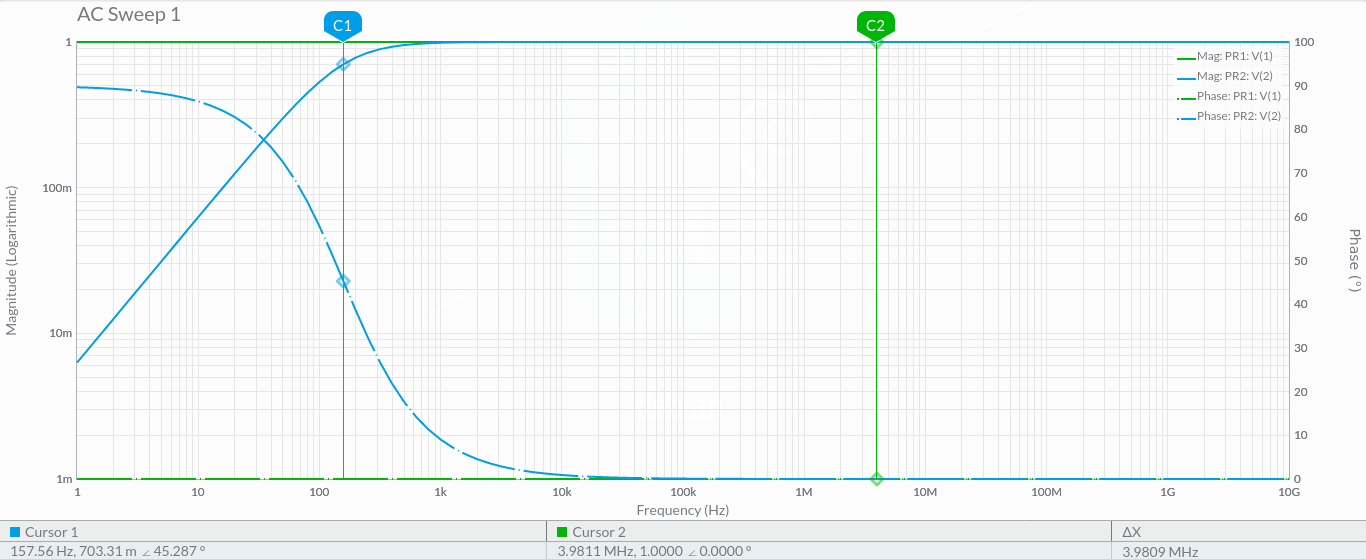 AC Sweep 1
C1
C2
1
100m
10m
1m
Magnitude (Logarithmic)
100
90
80
70
60
50
40
30
20
10
0
Phase (°)
Mag: PR1: V(1)
Mag: PR2: V(2)
Phase: PR1: V(1)
Phase: PR2: V(2)
1 10 100 1k 10k 100k 1M 10M 100M 1G 10G
Frequency (Hz)
Cursor 1 Cursor 2 ΔX
157.56 Hz, 703.31 m ∠ 45.287 ° 3.9811 MHz, 1.0000 ∠ 0.0000 ° 3.9809 MHz